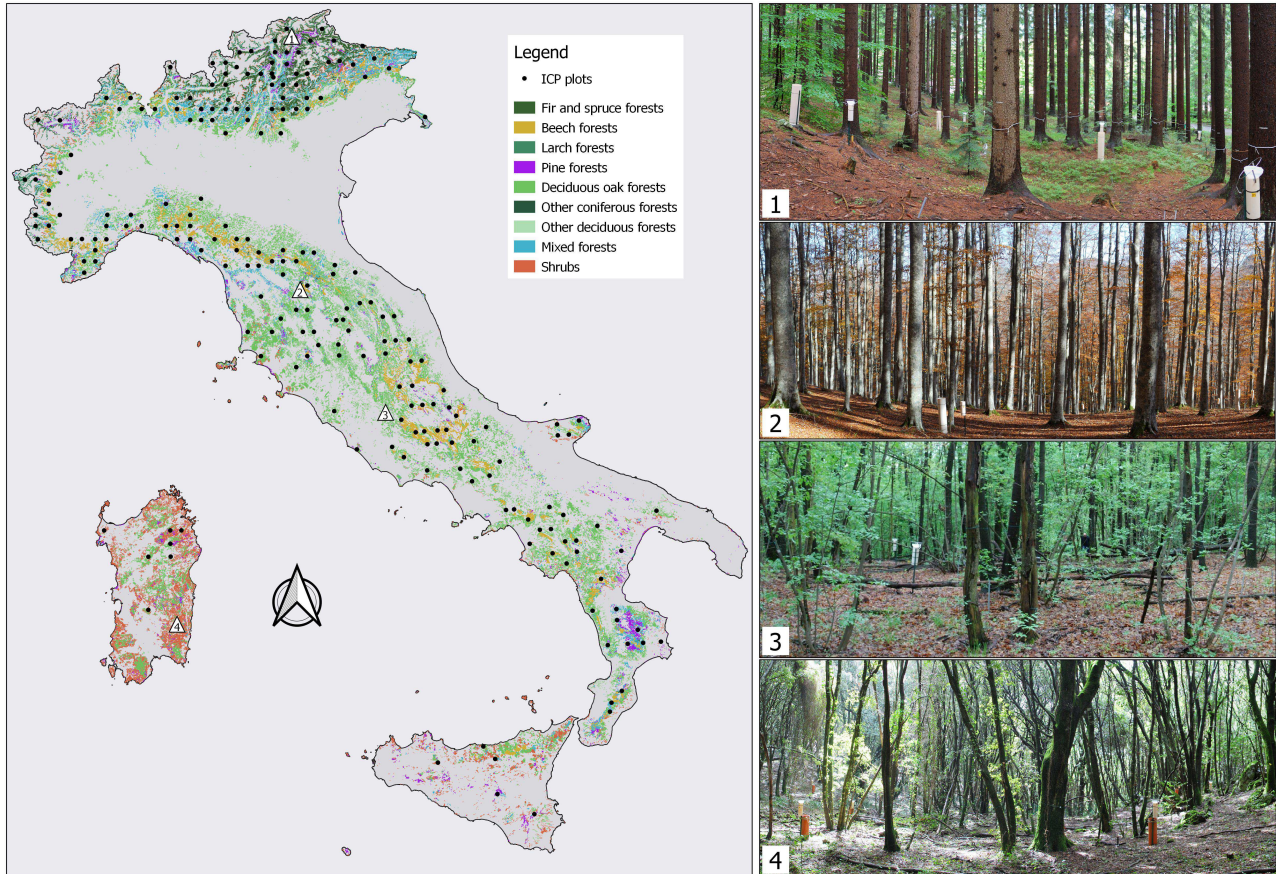 Legend
ICP plots
Fir and spruce forests
Beech forests
Larch forests
Pine forests
Deciduous oak forests
Other coniferous forests
Other deciduous forests
Mixed forests
Shrubs
1
2
3
4
1
2
3
4